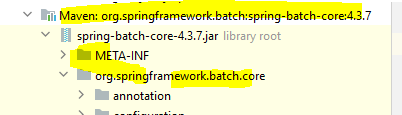 Maven: org.springframework.batch:spring-batch-core:4.3.7
spring-batch-core-4.3.7.jar library root
META-INF
org.springframework.batch.core
annotation
configuration